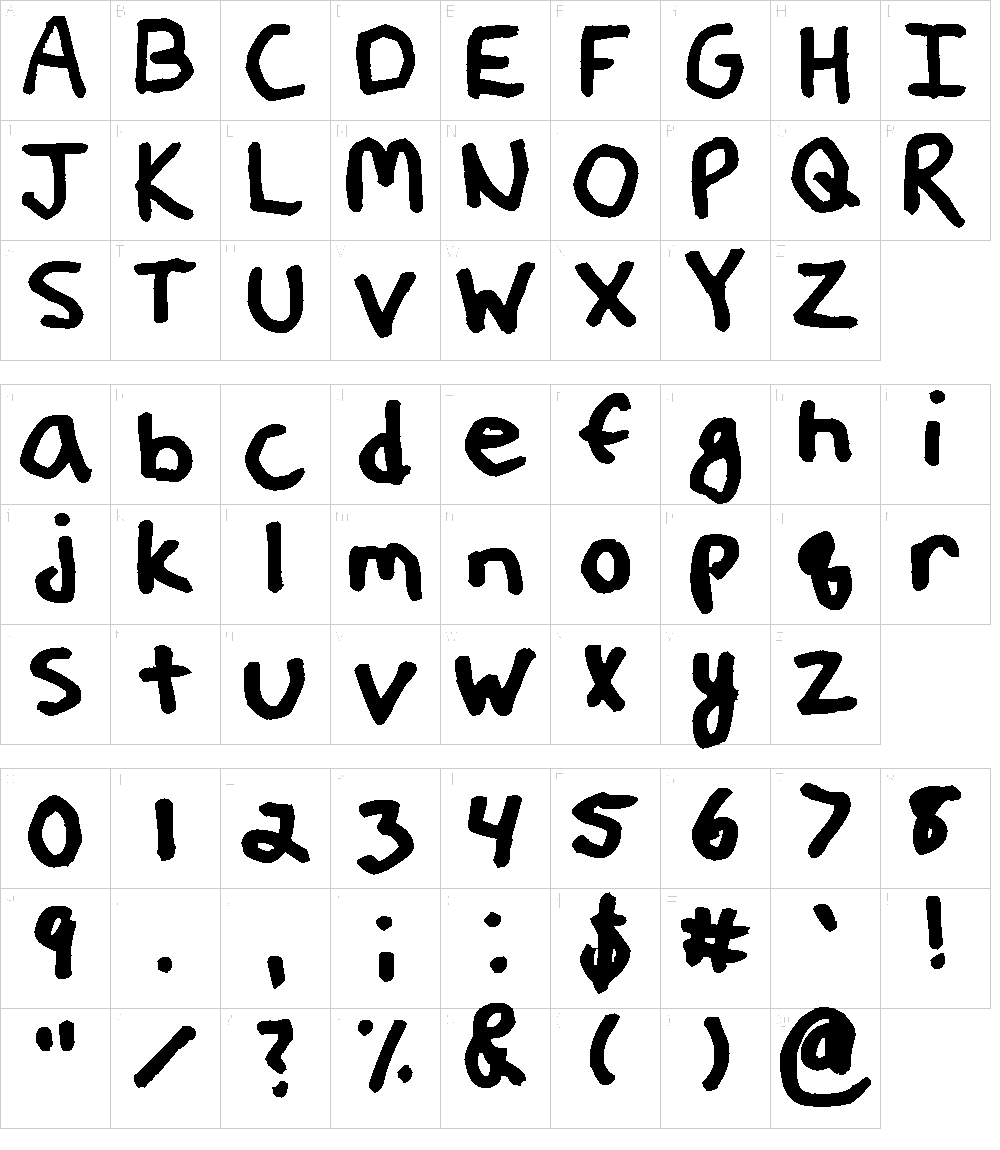 A B C D E F G H I
J K L M N O P Q R
S T U V W X Y Z
a b c d e f g h i
j k l m n o p q r
s t u v w x y z
0 1 2 3 4 5 6 7 8
9 . , ; : $ # ` !
" / ? % & ( ) @